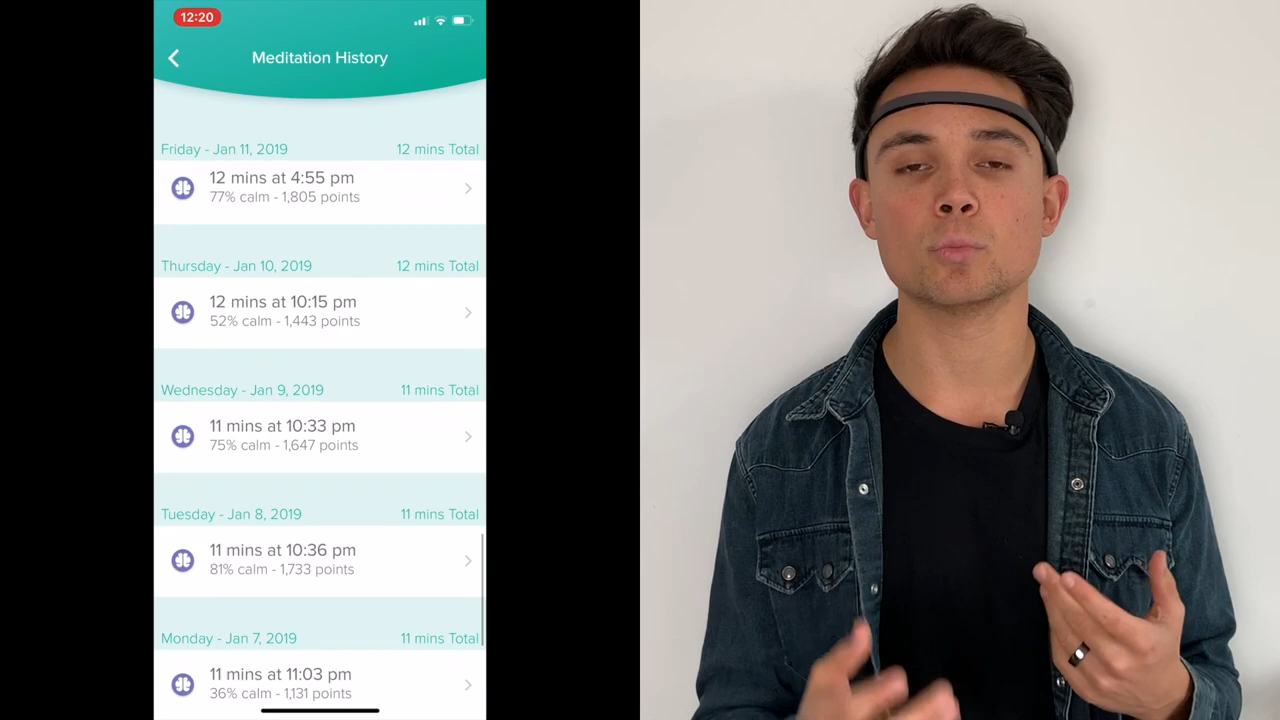 12:20
Meditation History
Friday - Jan 11, 2019 12 mins Total
12 mins at 4:55 pm
77% calm - 1,805 points
Thursday - Jan 10, 2019 12 mins Total
12 mins at 10:15 pm
52% calm - 1,443 points
Wednesday - Jan 9, 2019 11 mins Total
11 mins at 10:33 pm
75% calm - 1,647 points
Tuesday - Jan 8, 2019 11 mins Total
11 mins at 10:36 pm
81% calm - 1,733 points
Monday - Jan 7, 2019 11 mins Total
11 mins at 11:03 pm
36% calm - 1,131 points